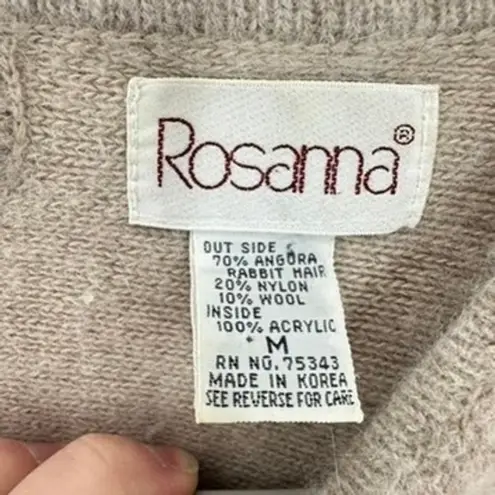 Rosanna®
OUT SIDE
70% ANGORA
RABBIT HAIR
20% NYLON
10% WOOL
INSIDE
100% ACRYLIC
M
RN NO. 75343
MADE IN KOREA
SEE REVERSE FOR CARE